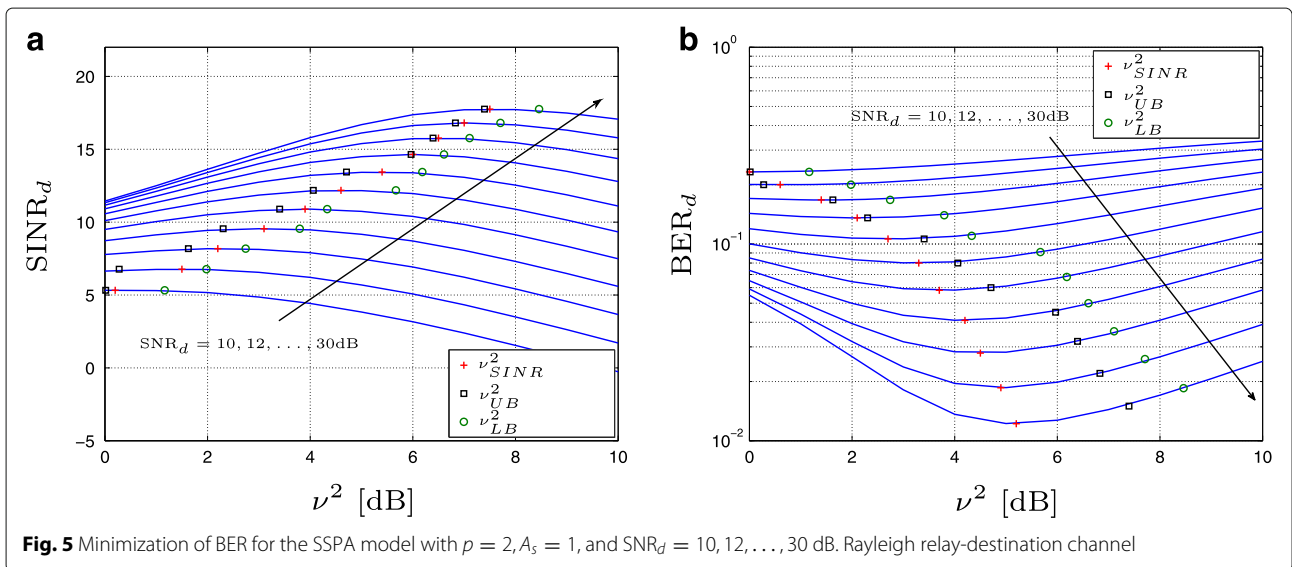 a
SINR_d
20
15
10
5
0
−5
SNR_d = 10, 12, . . . , 30dB
ν²_SINR
ν²_UB
ν²_LB
0 2 4 6 8 10
ν² [dB]
b
BER_d
10⁰
10⁻¹
10⁻²
ν²_SINR
ν²_UB
ν²_LB
SNR_d = 10, 12, . . . , 30dB
0 2 4 6 8 10
ν² [dB]
Fig. 5 Minimization of BER for the SSPA model with p = 2, A_s = 1, and SNR_d = 10, 12, . . . , 30 dB. Rayleigh relay-destination channel